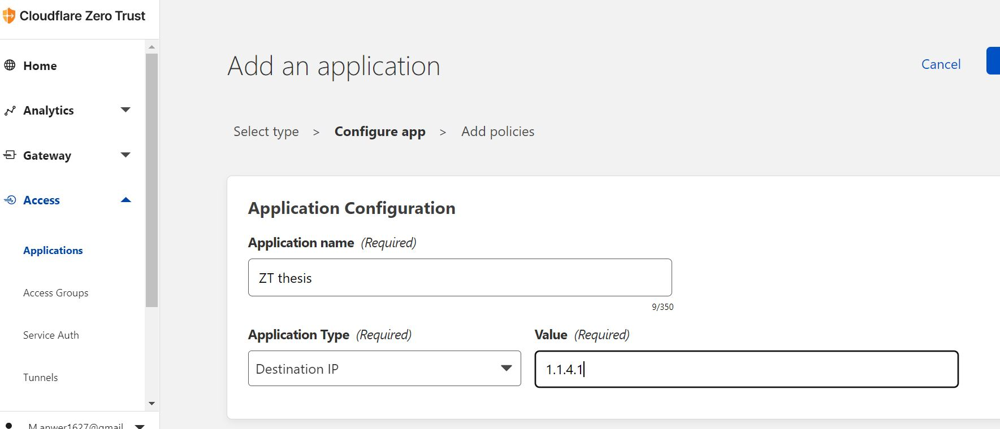 Cloudflare Zero Trust
Home
Analytics
Gateway
Access
Applications
Access Groups
Service Auth
Tunnels
M.anwer1627@gmail
Add an application
Cancel
Select type > Configure app > Add policies
Application Configuration
Application name (Required)
ZT thesis
9/350
Application Type (Required) Value (Required)
Destination IP 1.1.4.1